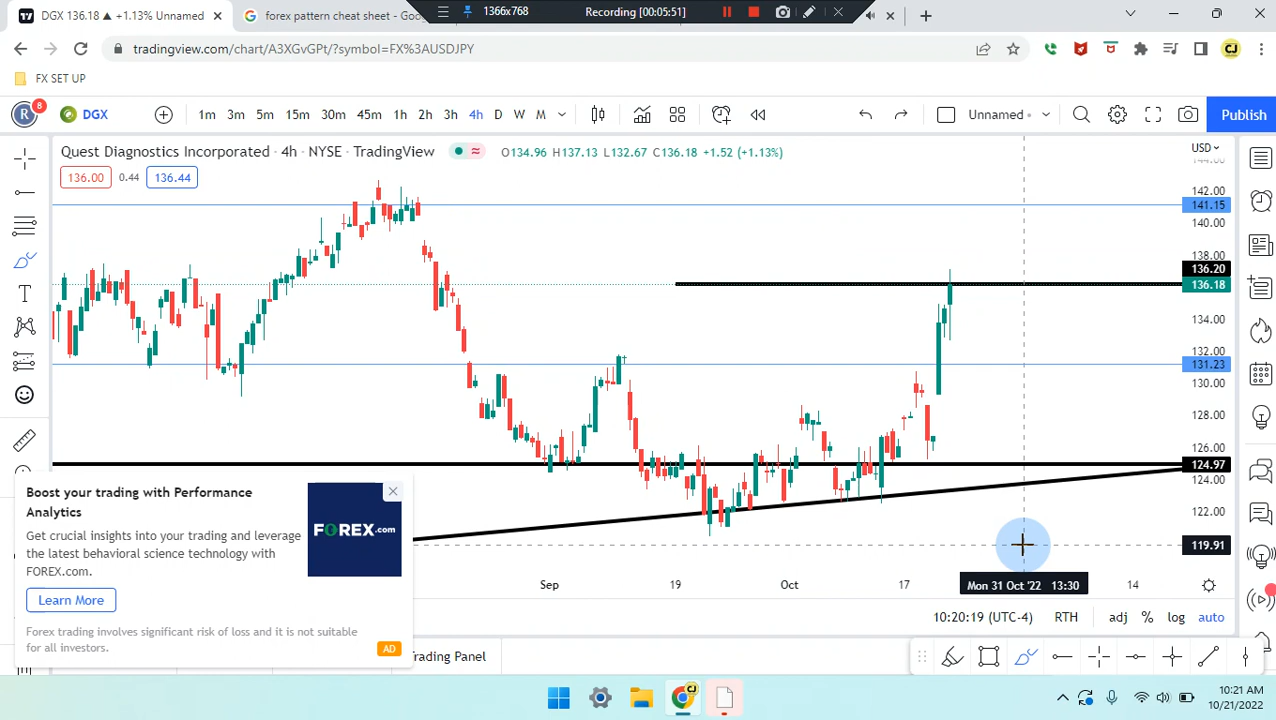 DGX 136.18 ▲ +1.13% Unnamed
forex pattern cheat sheet - Goo
1366x768
Recording [00:05:51]
tradingview.com/chart/A3XGvGPt/?symbol=FX%3AUSDJPY
CJ
FX SET UP
R
8
DGX
1m 3m 5m 15m 30m 45m 1h 2h 3h 4h D W M
Unnamed
Publish
Quest Diagnostics Incorporated · 4h · NYSE · TradingView
O134.96 H137.13 L132.67 C136.18 +1.52 (+1.13%)
USD
136.00
0.44
136.44
144.00
142.00
141.15
140.00
138.00
136.20
136.18
134.00
132.00
131.23
130.00
128.00
126.00
124.97
124.00
122.00
119.91
Boost your trading with Performance
Analytics
Get crucial insights into your trading and leverage
the latest behavioral science technology with
FOREX.com.
FOREX.com
Learn More
Forex trading involves significant risk of loss and it is not suitable
for all investors.
AD
Sep
19
Oct
17
Mon 31 Oct '22 13:30
14
10:20:19 (UTC-4)
RTH
adj
%
log
auto
Trading Panel
CJ
10:21 AM
10/21/2022